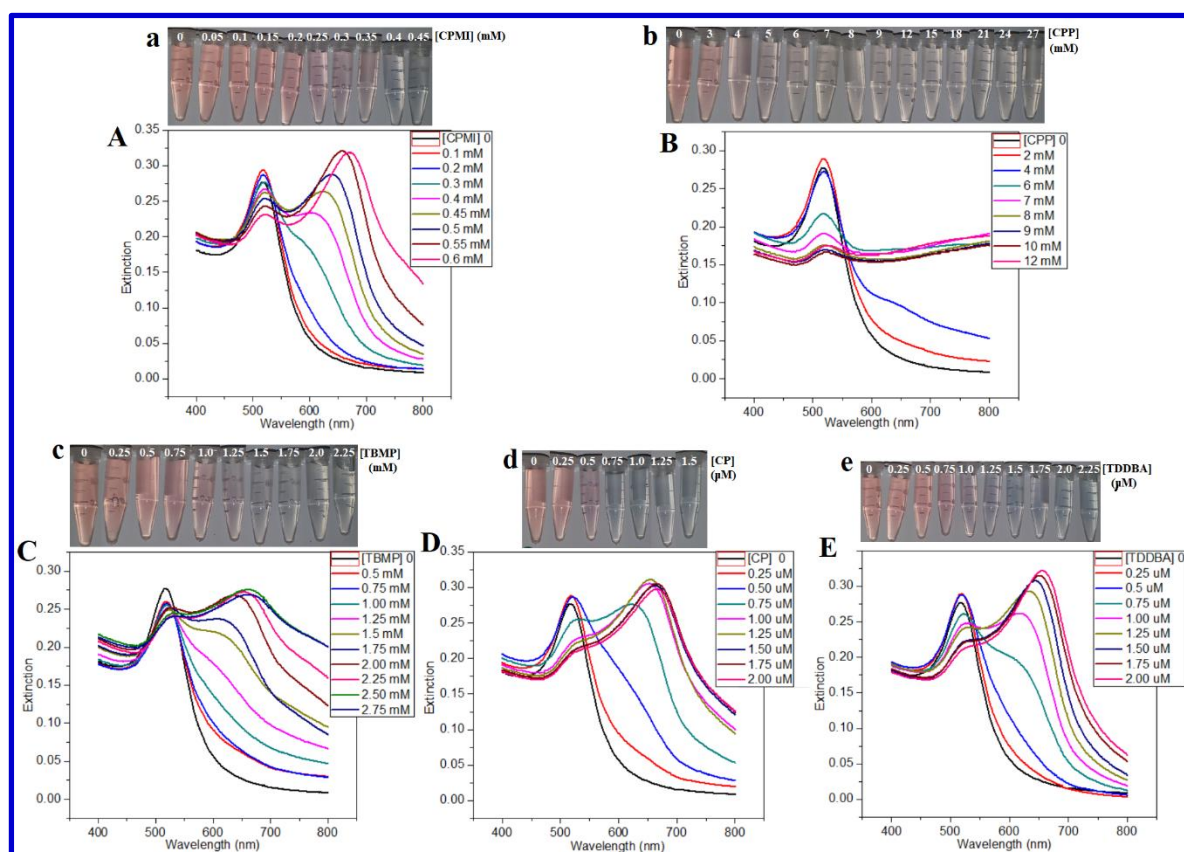 a
0 0.05 0.1 0.15 0.2 0.25 0.3 0.35 0.4 0.45
[CPMI] (mM)
b
0 3 4 5 6 7 8 9 12 15 18 21 24 27
[CPP]
(mM)
A
0.35
0.30
0.25
0.20
0.15
0.10
0.05
0.00
Extinction
400 500 600 700 800
Wavelength (nm)
[CPMI] 0
0.1 mM
0.2 mM
0.3 mM
0.4 mM
0.45 mM
0.5 mM
0.55 mM
0.6 mM
B
0.30
0.25
0.20
0.15
0.10
0.05
0.00
Extinction
400 500 600 700 800
Wavelength (nm)
[CPP] 0
2 mM
4 mM
6 mM
7 mM
8 mM
9 mM
10 mM
12 mM
c
0 0.25 0.5 0.75 1.0 1.25 1.5 1.75 2.0 2.25
[TBMP]
(mM)
d
0 0.25 0.5 0.75 1.0 1.25 1.5
[CP]
(μM)
e
0 0.25 0.5 0.75 1.0 1.25 1.5 1.75 2.0 2.25
[TDDBA]
(μM)
C
0.30
0.25
0.20
0.15
0.10
0.05
0.00
Extinction
400 500 600 700 800
Wavelength (nm)
[TBMP] 0
0.5 mM
0.75 mM
1.00 mM
1.25 mM
1.5 mM
1.75 mM
2.00 mM
2.25 mM
2.50 mM
2.75 mM
D
0.35
0.30
0.25
0.20
0.15
0.10
0.05
0.00
Extinction
400 500 600 700 800
Wavelength (nm)
[CP] 0
0.25 uM
0.50 uM
0.75 uM
1.00 uM
1.25 uM
1.50 uM
1.75 uM
2.00 uM
E
0.35
0.30
0.25
0.20
0.15
0.10
0.05
0.00
Extinction
400 500 600 700 800
Wavelength (nm)
[TDDBA] 0
0.25 uM
0.5 uM
0.75 uM
1.00 uM
1.25 uM
1.50 uM
1.75 uM
2.00 uM